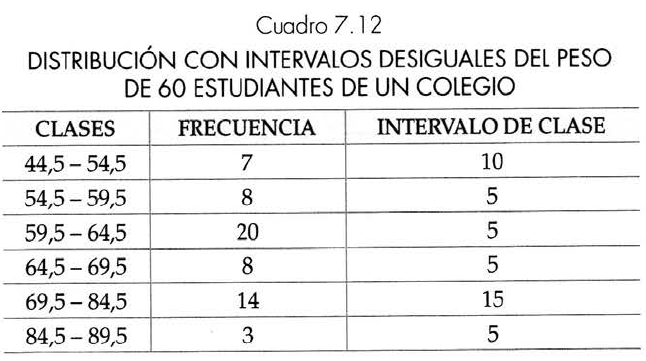 Cuadro 7.12
DISTRIBUCIÓN CON INTERVALOS DESIGUALES DEL PESO
DE 60 ESTUDIANTES DE UN COLEGIO
CLASES FRECUENCIA INTERVALO DE CLASE
44,5 – 54,5 7 10
54,5 – 59,5 8 5
59,5 – 64,5 20 5
64,5 – 69,5 8 5
69,5 – 84,5 14 15
84,5 – 89,5 3 5